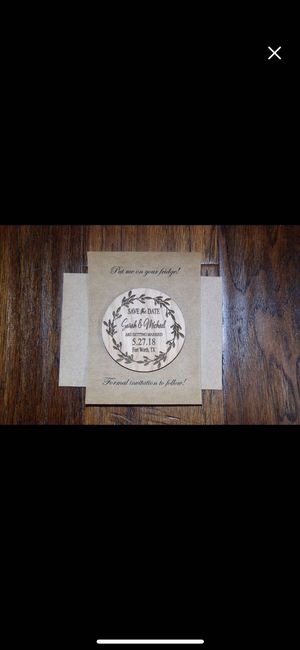 Put me on your fridge!
SAVE the DATE
Sarah & Michael
ARE GETTING MARRIED
5.27.18
Fort Worth, TX
Formal invitation to follow!